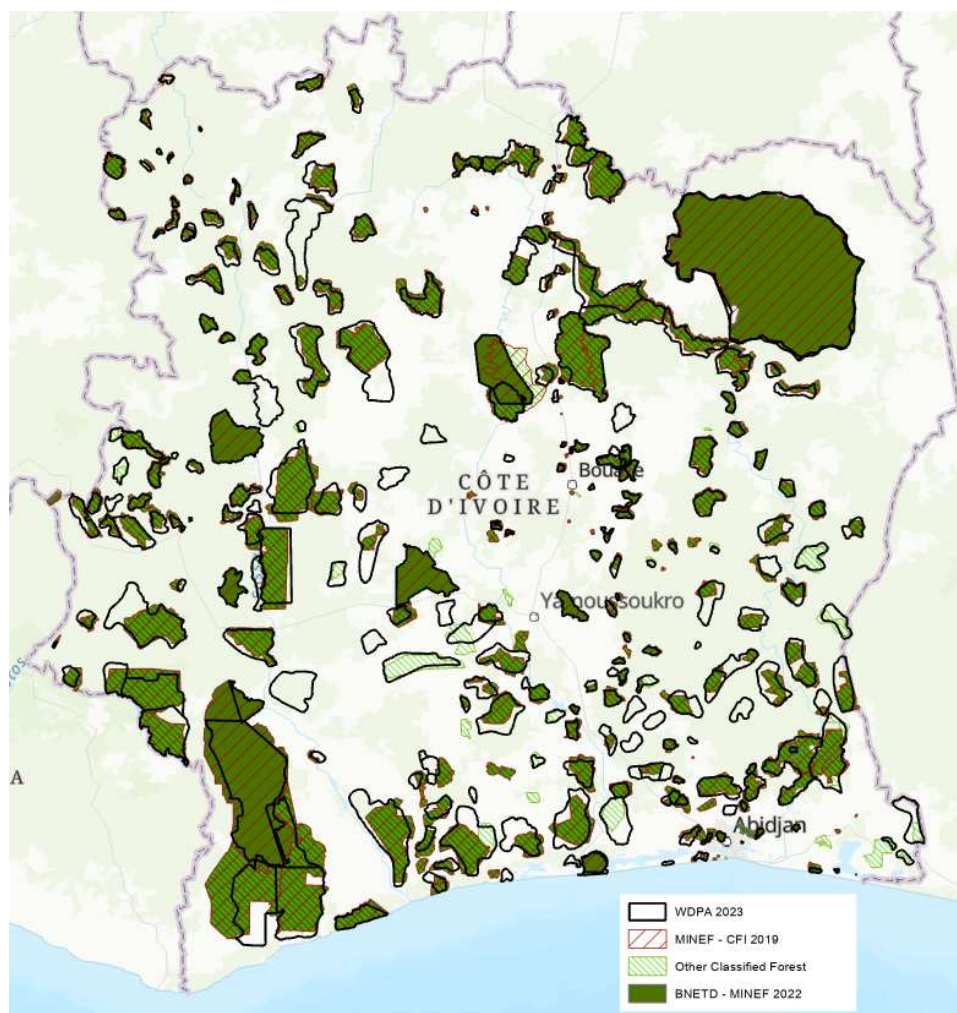 CÔTE
D'IVOIRE
Bouaké
Yamoussoukro
A
Abidjan
WDPA 2023
MINEF - CFI 2019
Other Classified Forest
BNETD - MINEF 2022